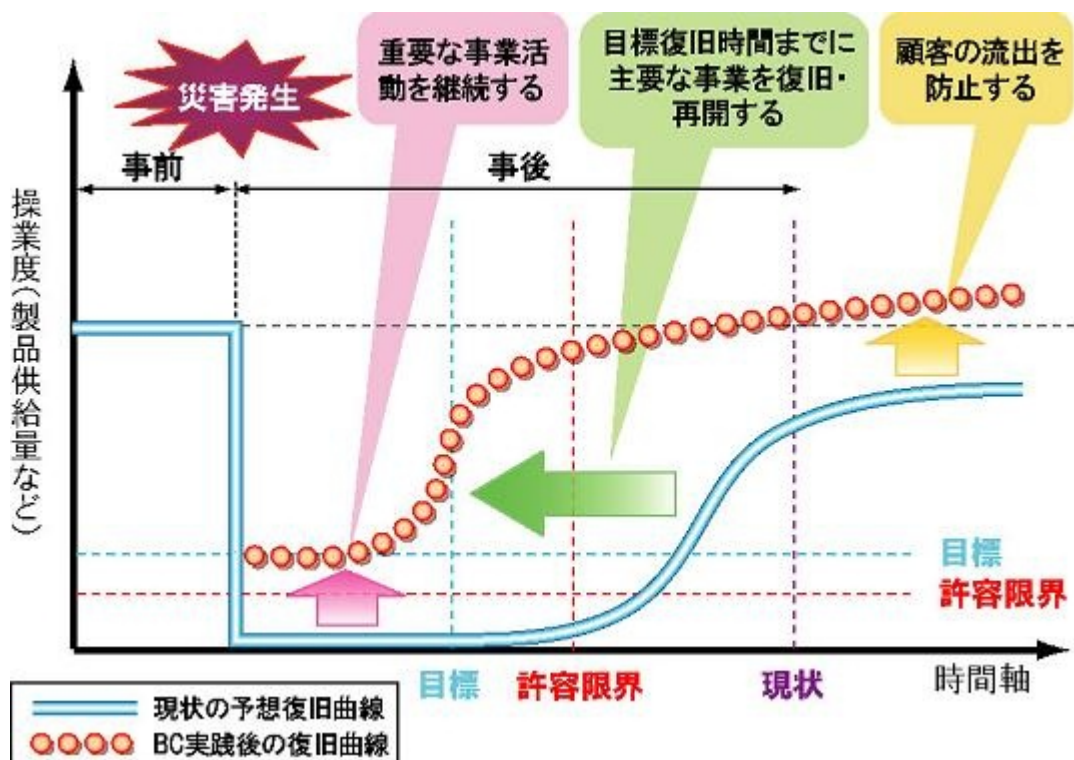 災害発生
重要な事業活
動を継続する
目標復旧時間までに
主要な事業を復旧・
再開する
顧客の流出を
防止する
事前
事後
操業度(製品供給量など)
目標
許容限界
目標
許容限界
現状
時間軸
現状の予想復旧曲線
BC実践後の復旧曲線